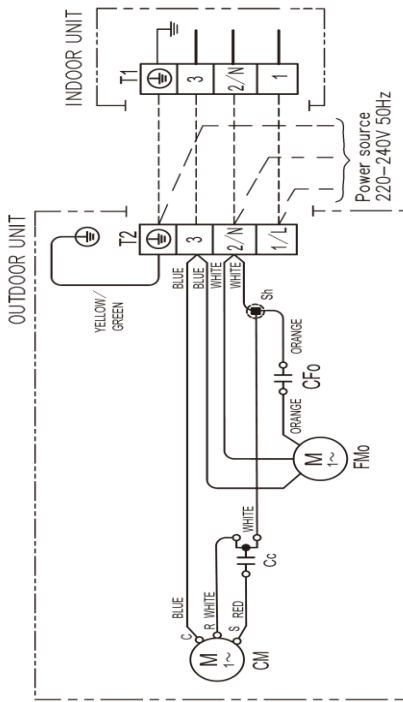 OUTDOOR UNIT
INDOOR UNIT
T2
T1
3
2/N
1/L
3
2/N
1
Power source
220-240V 50Hz
YELLOW/
GREEN
BLUE
BLUE
WHITE
WHITE
Sh
ORANGE
CFo
ORANGE
M
1~
FMo
WHITE
Cc
BLUE
WHITE
RED
C
R
S
M
1~
CM